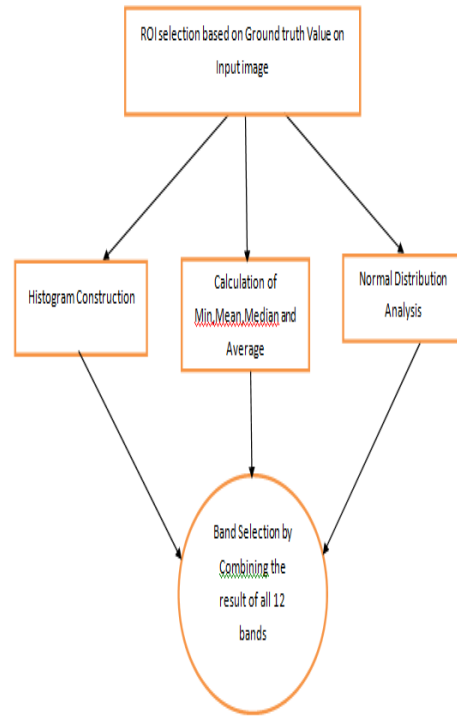 ROI selection based on Ground truth Value on
Input image
Histogram Construction
Calculation of
Min,Mean,Median and
Average
Normal Distribution
Analysis
Band Selection by
Combining the
result of all 12
bands